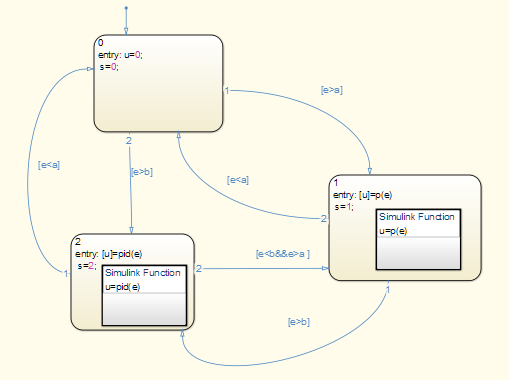 0
entry: u=0;
s=0;
1
[e>a]
2
[e<a]
[e>b]
[e<a]
1
entry: [u]=p(e)
s=1;
Simulink Function
u=p(e)
2
2
entry: [u]=pid(e)
s=2;
Simulink Function
u=pid(e)
1
2
[e<b&&e>a ]
1
[e>b]